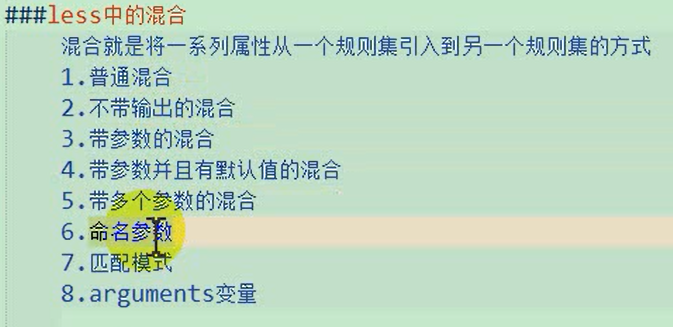 ###less中的混合
混合就是将一系列属性从一个规则集引入到另一个规则集的方式
1.普通混合
2.不带输出的混合
3.带参数的混合
4.带参数并且有默认值的混合
5.带多个参数的混合
6.命名参数
7.匹配模式
8.arguments变量